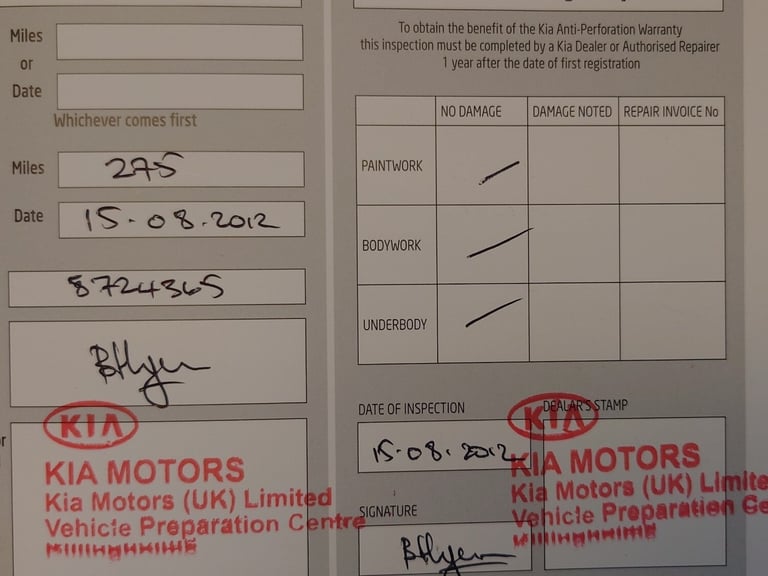 Miles
or
Date
Whichever comes first
Miles 275
Date 15-08.2012
8724365
KIA
KIA MOTORS
Kia Motors (UK) Limited
Vehicle Preparation Centre
To obtain the benefit of the Kia Anti-Perforation Warranty
this inspection must be completed by a Kia Dealer or Authorised Repairer
1 year after the date of first registration
NO DAMAGE DAMAGE NOTED REPAIR INVOICE No
PAINTWORK
BODYWORK
UNDERBODY
DATE OF INSPECTION DEALAR'S STAMP
15.08.2012
SIGNATURE
KIA
KIA MOTORS
Kia Motors (UK) Limite
Vehicle Preparation Ce